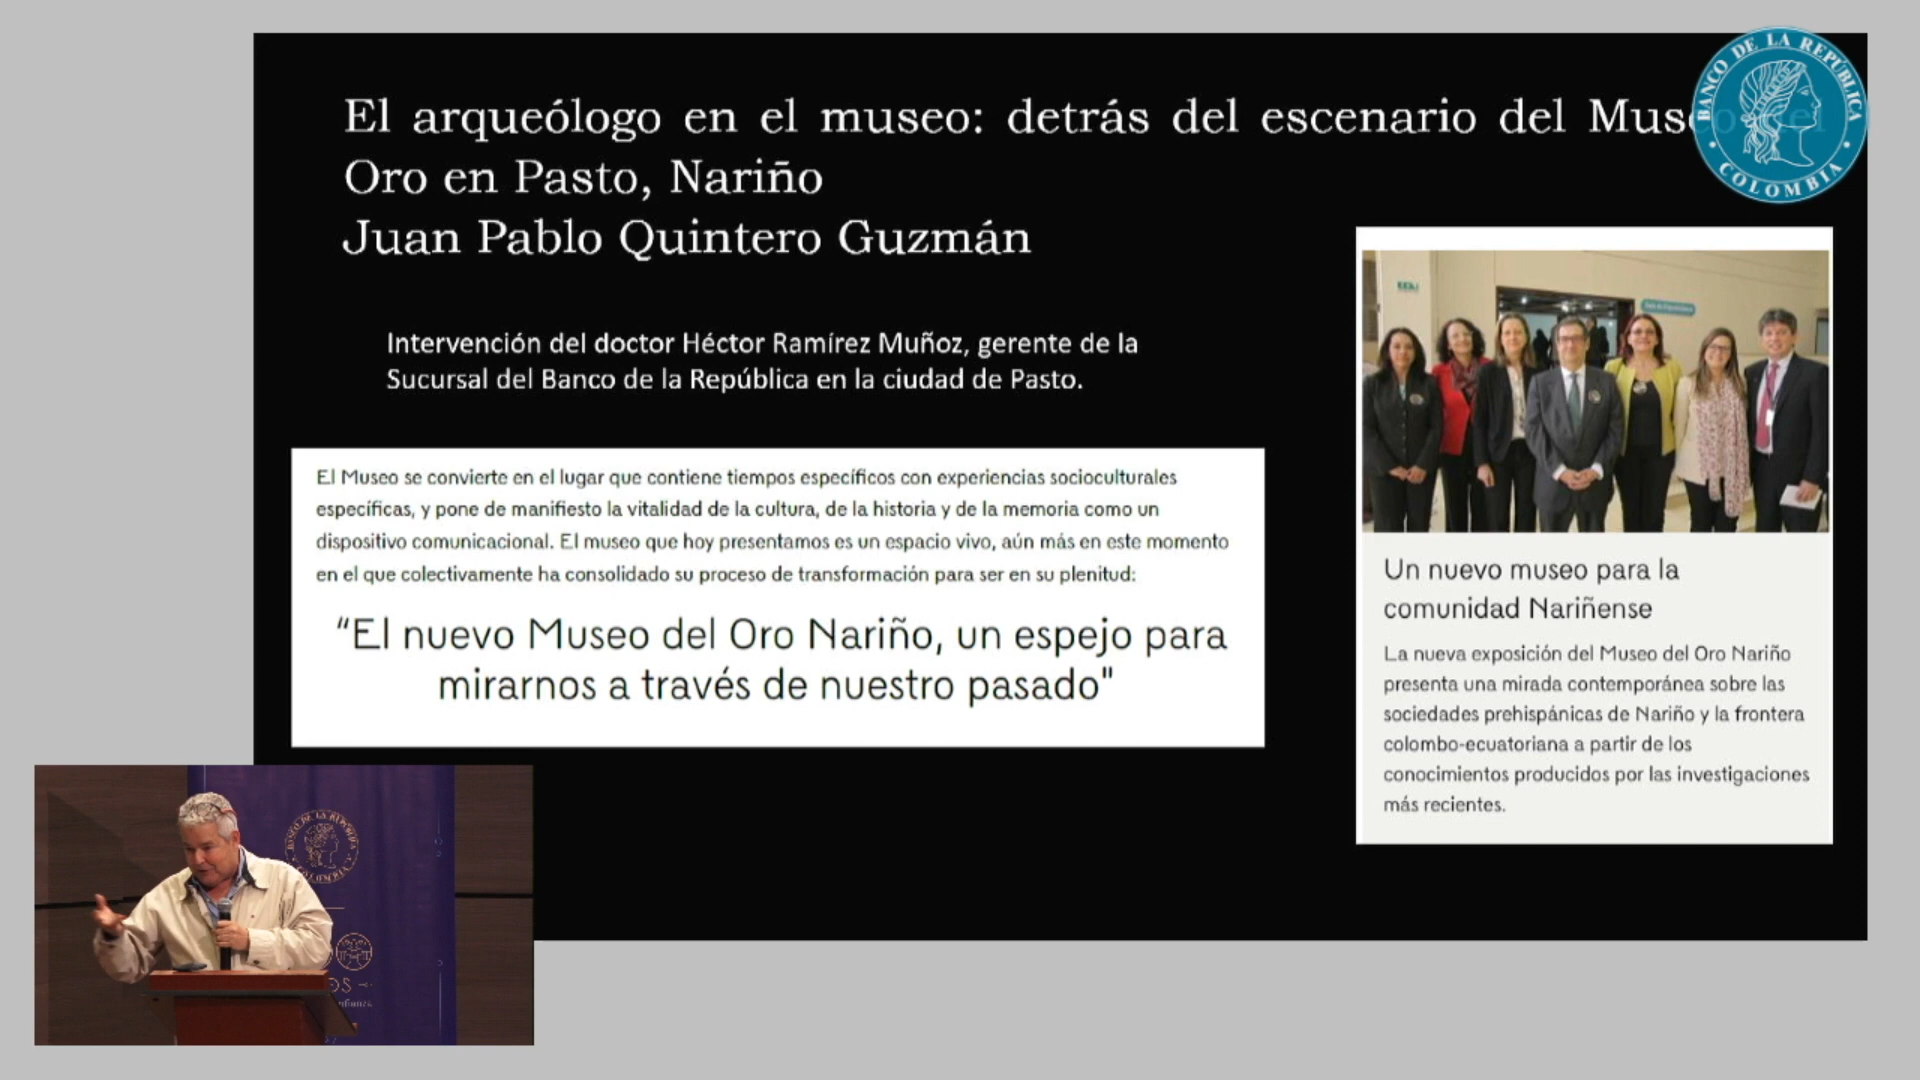 El arqueólogo en el museo: detrás del escenario del Museo del
Oro en Pasto, Nariño
Juan Pablo Quintero Guzmán
BANCO DE LA REPÚBLICA
COLOMBIA
Intervención del doctor Héctor Ramírez Muñoz, gerente de la
Sucursal del Banco de la República en la ciudad de Pasto.
El Museo se convierte en el lugar que contiene tiempos específicos con experiencias socioculturales
específicas, y pone de manifiesto la vitalidad de la cultura, de la historia y de la memoria como un
dispositivo comunicacional. El museo que hoy presentamos es un espacio vivo, aún más en este momento
en el que colectivamente ha consolidado su proceso de transformación para ser en su plenitud:
“El nuevo Museo del Oro Nariño, un espejo para
mirarnos a través de nuestro pasado"
Un nuevo museo para la
comunidad Nariñense
La nueva exposición del Museo del Oro Nariño
presenta una mirada contemporánea sobre las
sociedades prehispánicas de Nariño y la frontera
colombo-ecuatoriana a partir de los
conocimientos producidos por las investigaciones
más recientes.
BANCO DE LA REPÚBLICA
COLOMBIA